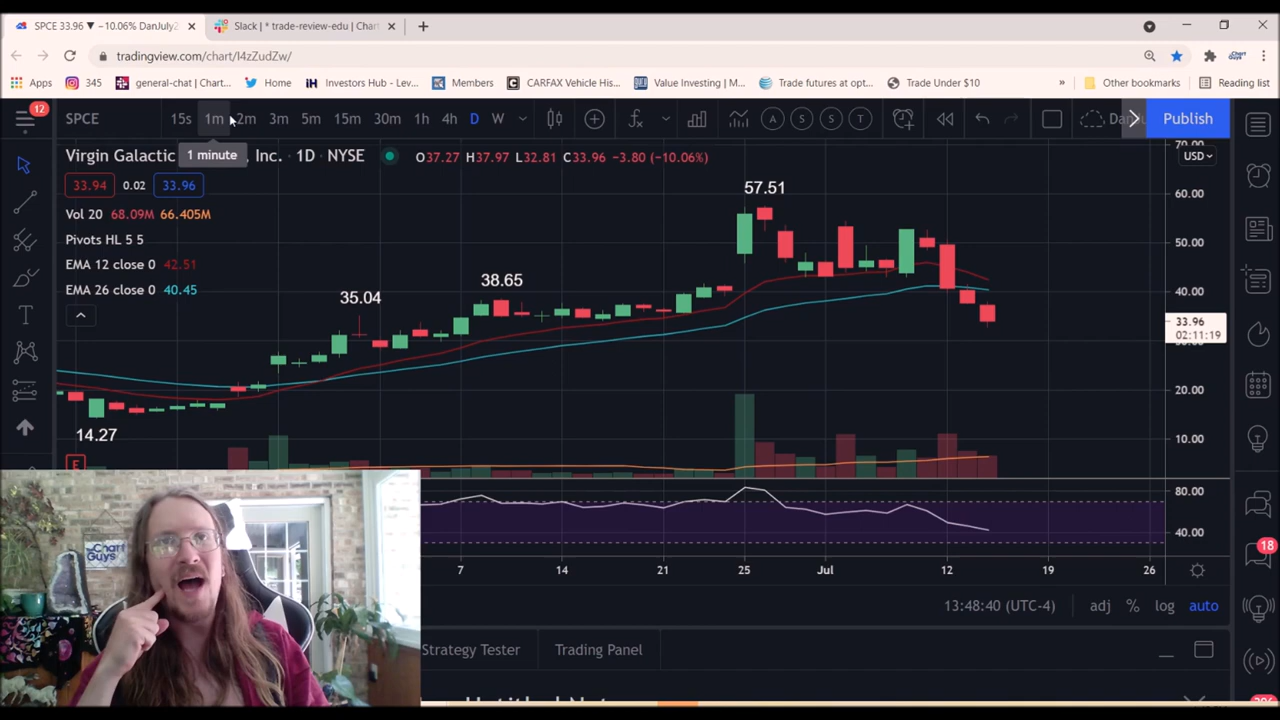 SPCE 33.96 ▼ −10.06% DanJuly2
Slack | * trade-review-edu | Chart
tradingview.com/chart/I4zZudZw/
Apps
345
general-chat | Chart...
Home
Investors Hub - Lev...
Members
CARFAX Vehicle His...
Value Investing | M...
Trade futures at opt...
Trade Under $10
»
Other bookmarks
Reading list
12
SPCE
15s
1m
2m
3m
5m
15m
30m
1h
4h
D
W
Publish
1 minute
Virgin Galactic
Inc. · 1D · NYSE
O37.27 H37.97 L32.81 C33.96 −3.80 (−10.06%)
USD
33.94
0.02
33.96
Vol 20 68.09M 66.405M
Pivots HL 5 5
EMA 12 close 0 42.51
EMA 26 close 0 40.45
57.51
38.65
35.04
14.27
E
70.00
60.00
50.00
40.00
33.96
02:11:19
20.00
10.00
80.00
40.00
7
14
21
25
Jul
12
19
26
13:48:40 (UTC-4)
adj
%
log
auto
18
Chart
Guys
Strategy Tester
Trading Panel